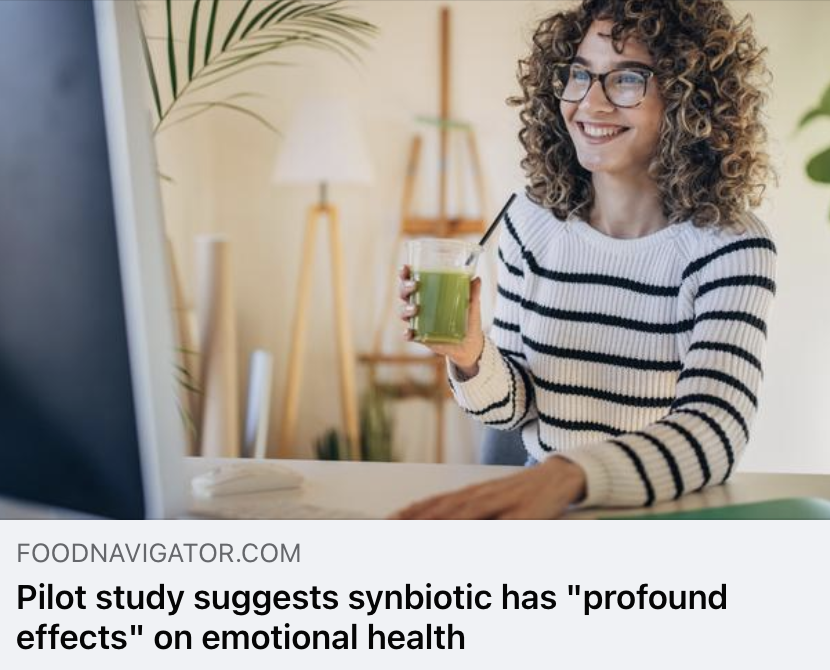 FOODNAVIGATOR.COM
Pilot study suggests synbiotic has "profound
effects" on emotional health